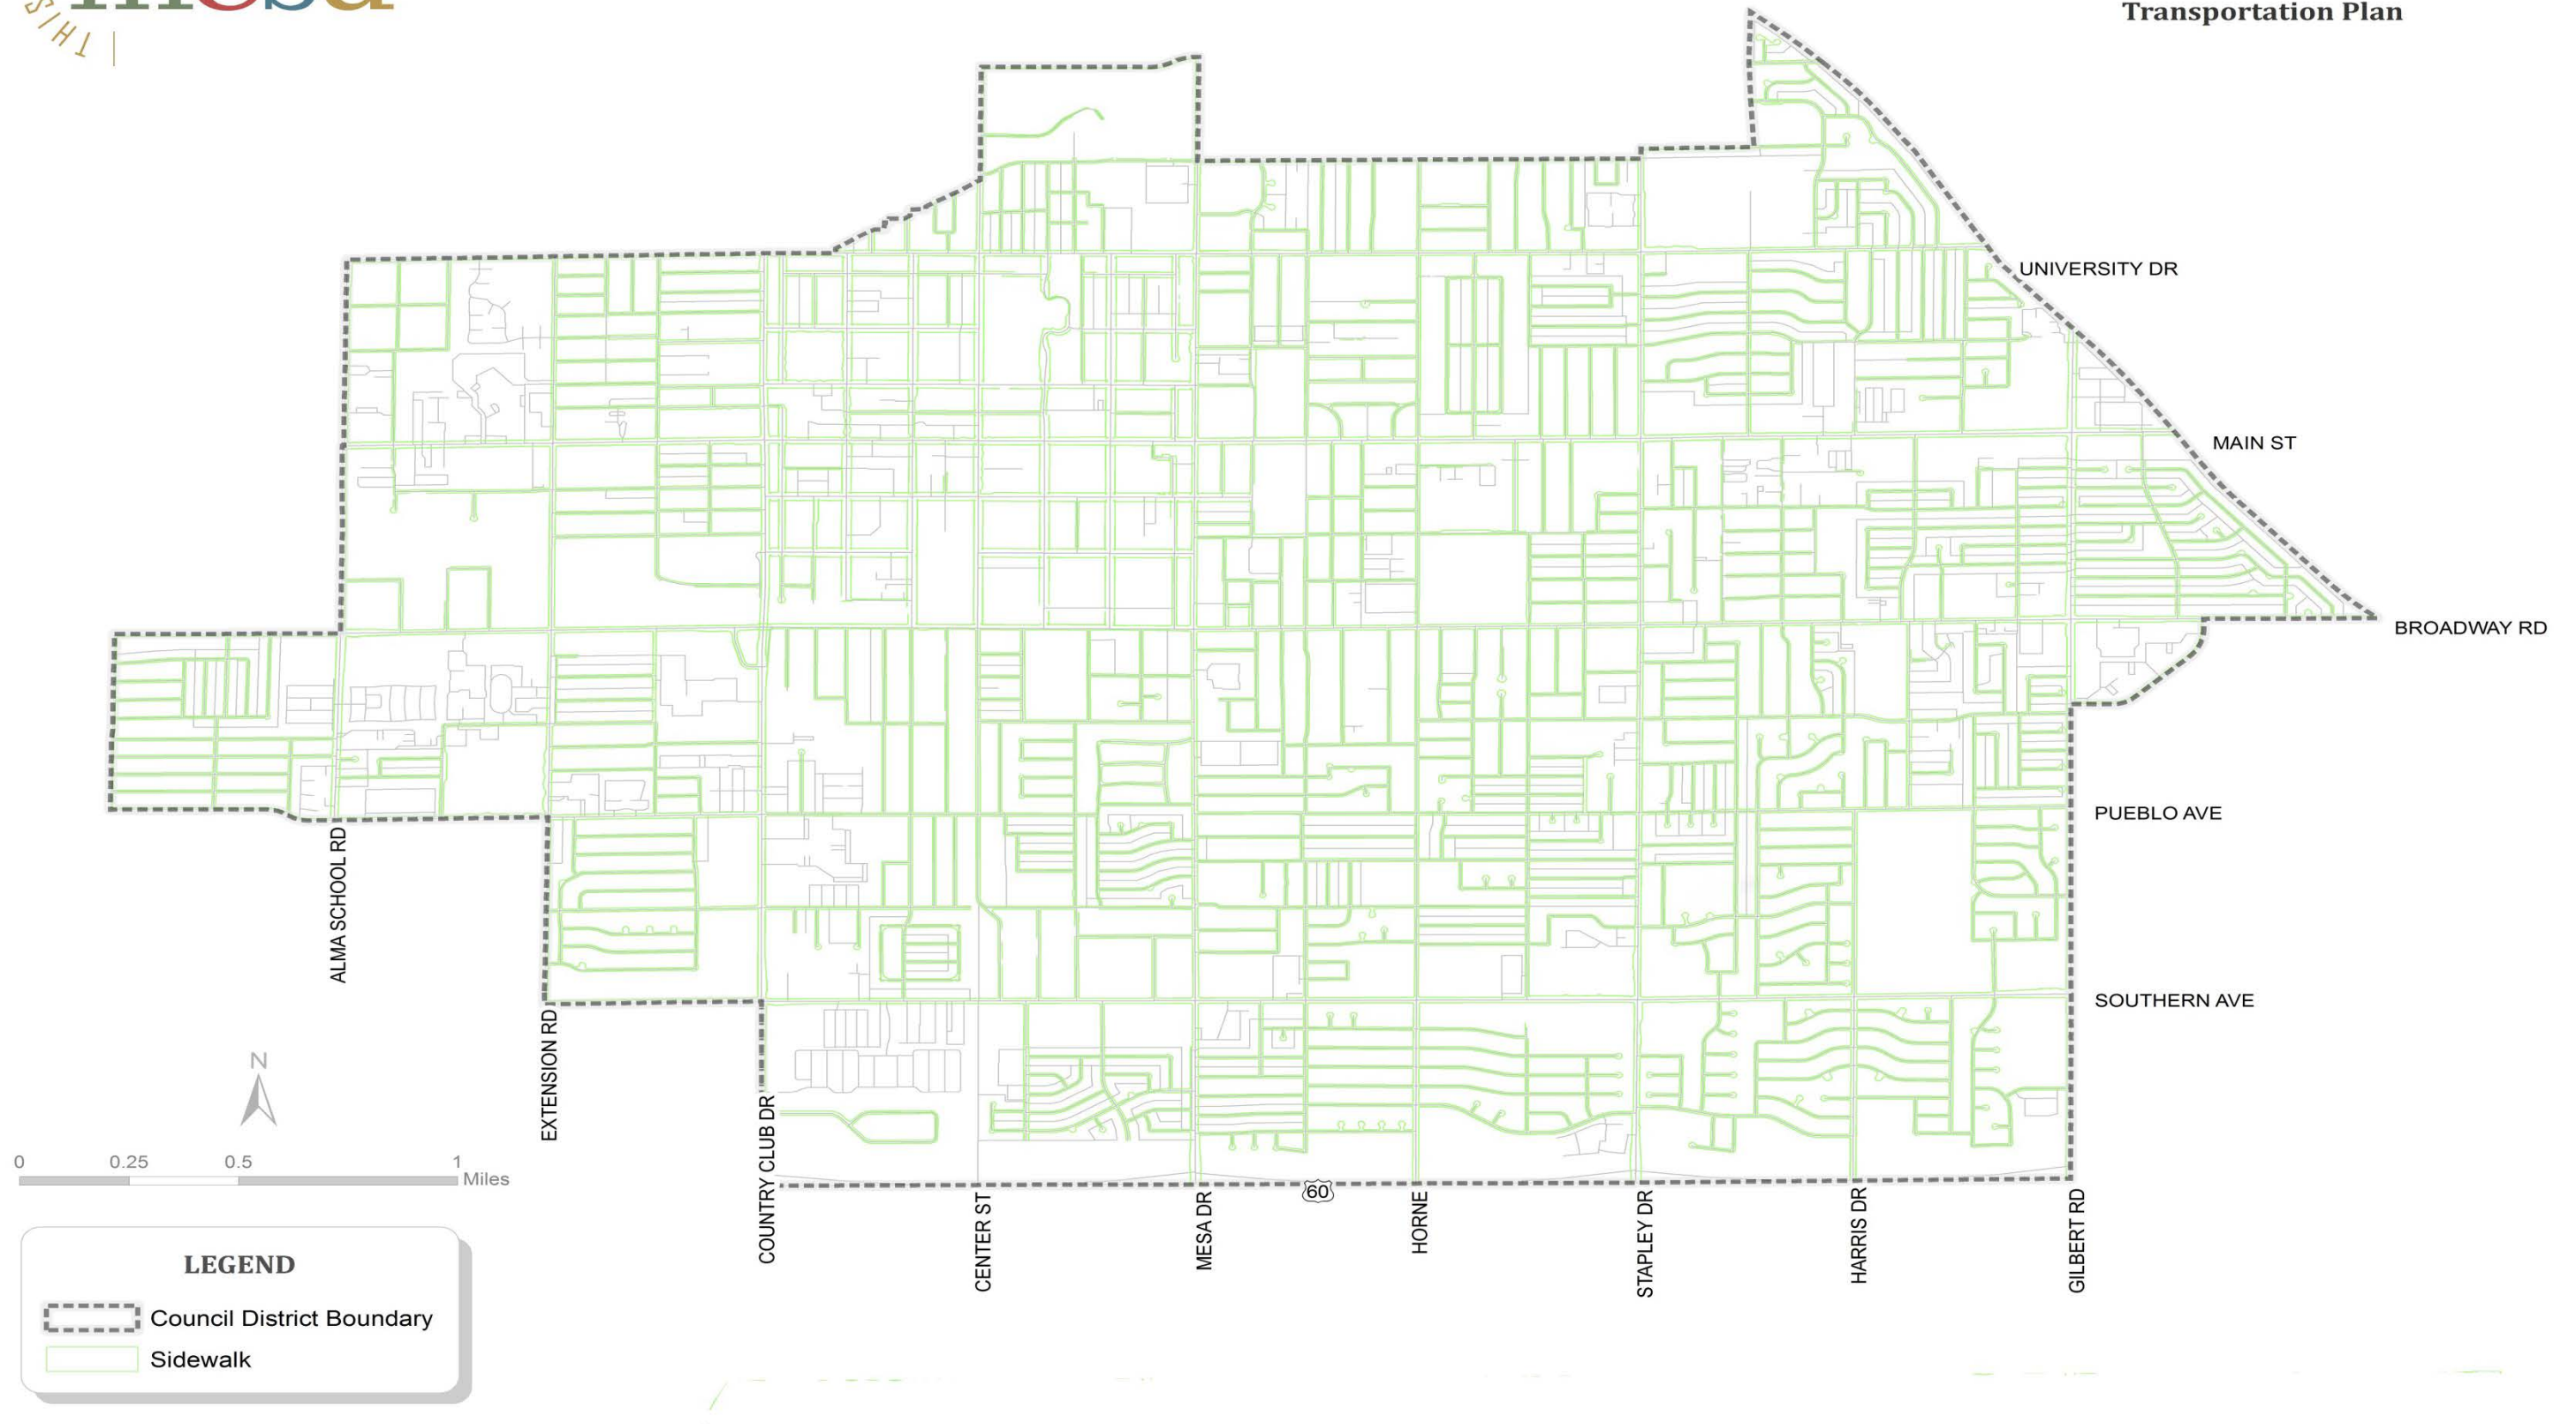 mesa
THIS
Transportation Plan
UNIVERSITY DR
MAIN ST
BROADWAY RD
PUEBLO AVE
SOUTHERN AVE
ALMA SCHOOL RD
EXTENSION RD
COUNTRY CLUB DR
CENTER ST
MESA DR
60
HORNE
STAPLEY DR
HARRIS DR
GILBERT RD
N
0 0.25 0.5 1
Miles
LEGEND
Council District Boundary
Sidewalk